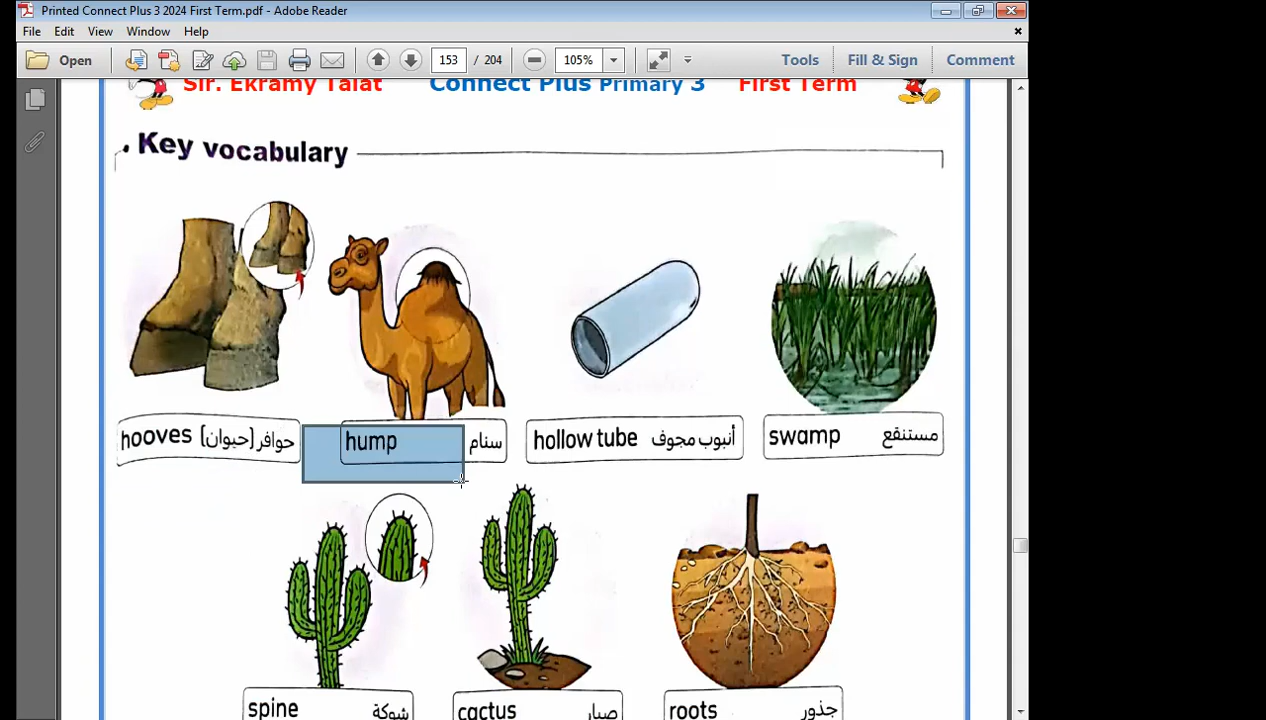 Printed Connect Plus 3 2024 First Term.pdf - Adobe Reader
File Edit View Window Help
Open 153 / 204 105% Tools Fill & Sign Comment
Sir. Ekramy Talat Connect Plus Primary 3 First Term
. Key vocabulary
hooves حوافر (حيوان)
hump سنام
hollow tube أنبوب مجوف
swamp مستنقع
spine شوكة
cactus صبار
roots جذور